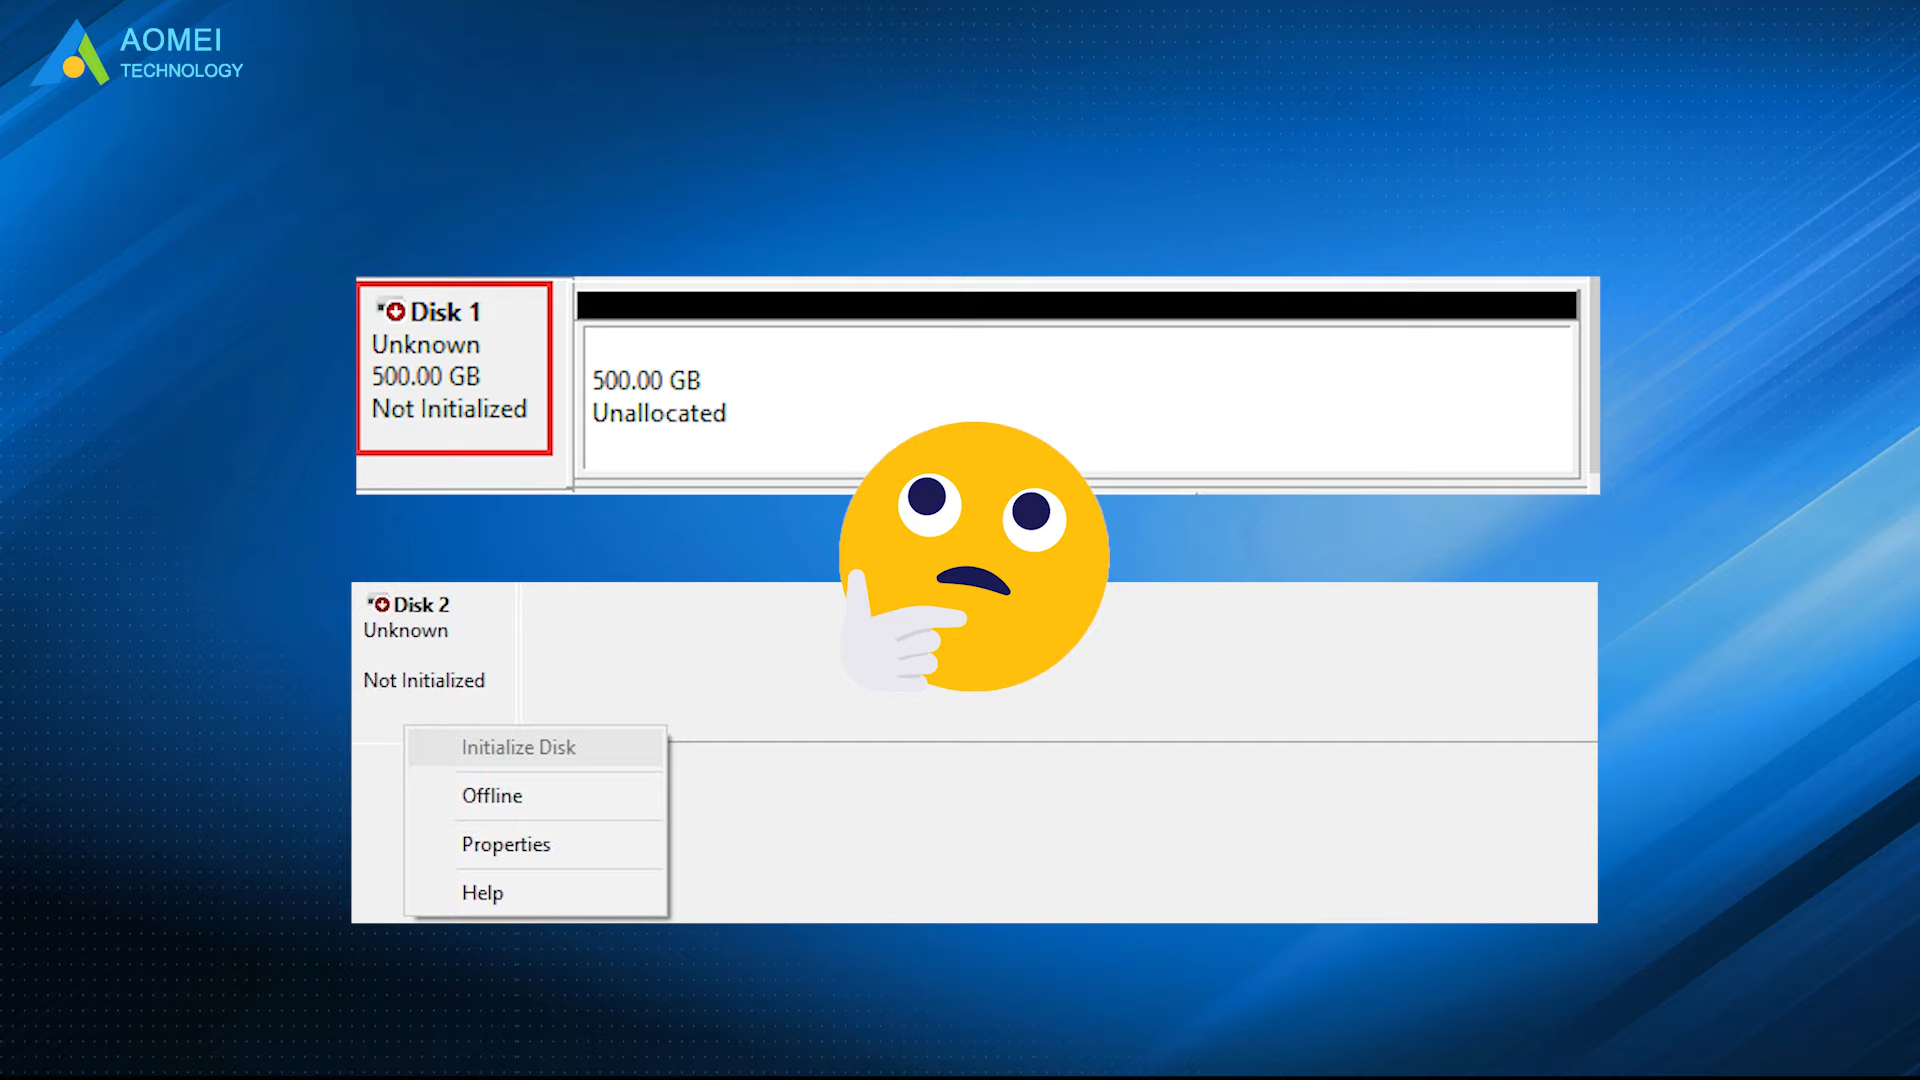 AOMEI
TECHNOLOGY
Disk 1
Unknown
500.00 GB
Not Initialized
500.00 GB
Unallocated
Disk 2
Unknown
Not Initialized
Initialize Disk
Offline
Properties
Help